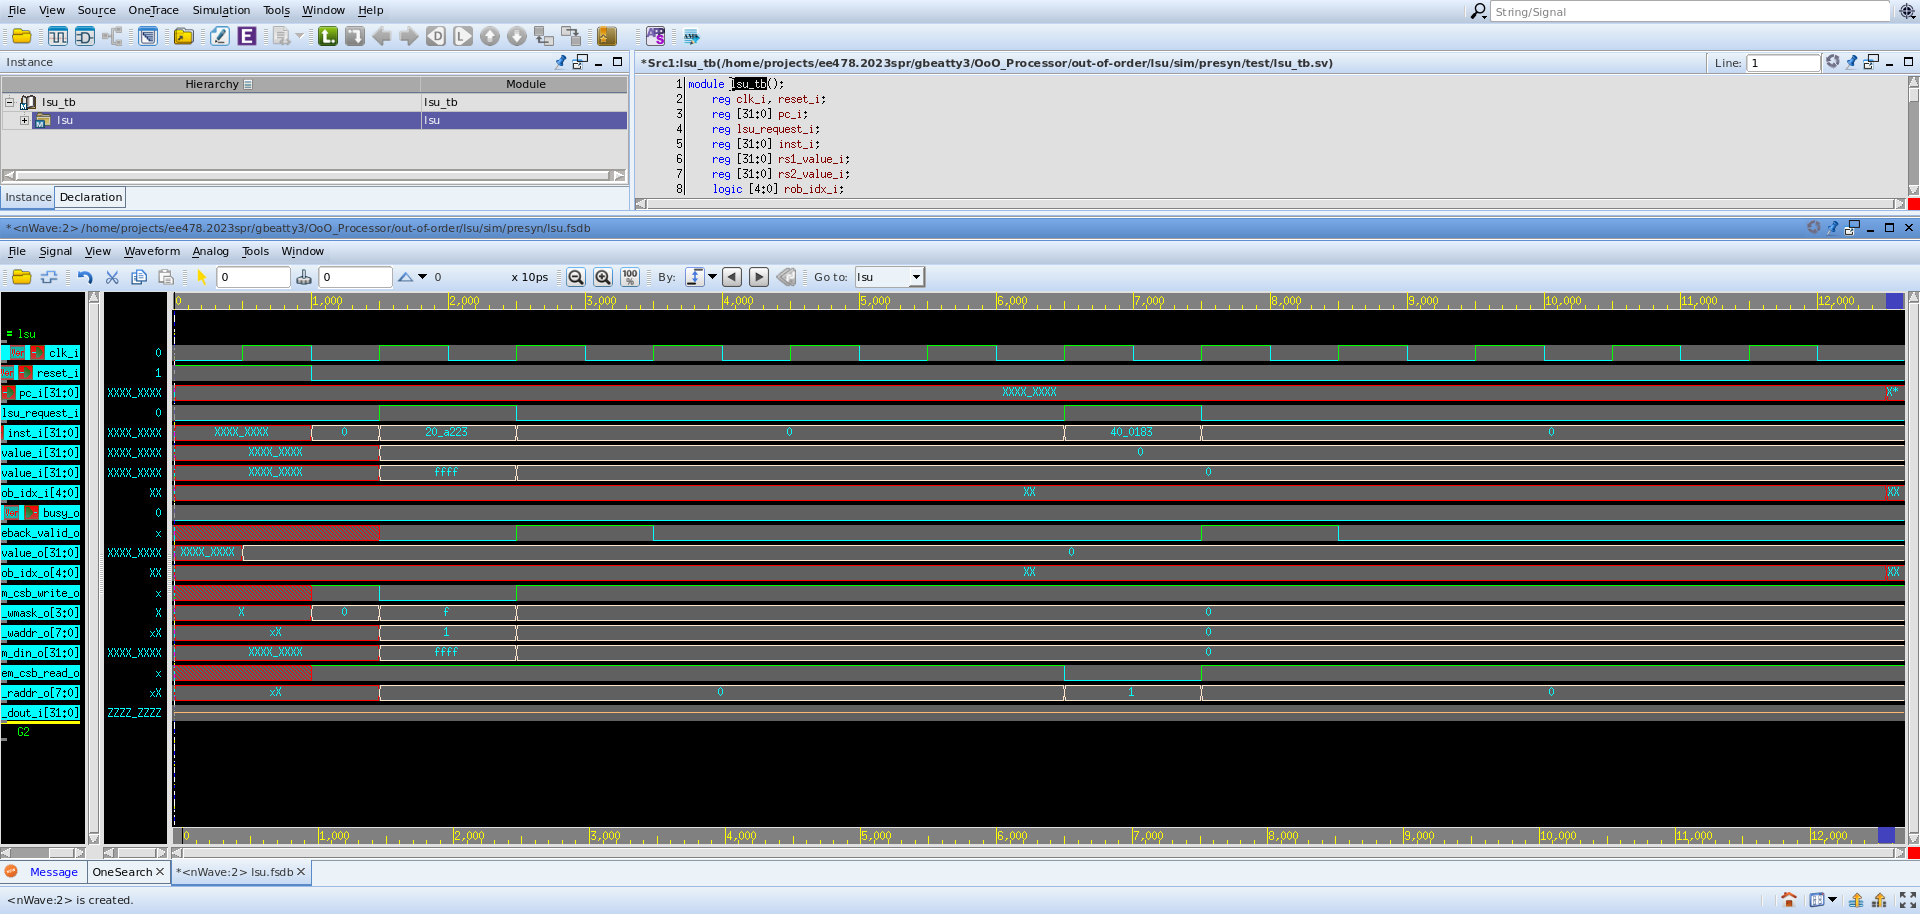 File View Source OneTrace Simulation Tools Window Help
String/Signal
Instance
Hierarchy Module
lsu_tb lsu_tb
lsu lsu
Instance Declaration
*Src1:lsu_tb(/home/projects/ee478.2023spr/gbeatty3/OoO_Processor/out-of-order/lsu/sim/presyn/test/lsu_tb.sv)
Line: 1
1 module lsu_tb();
2 reg clk_i, reset_i;
3 reg [31:0] pc_i;
4 reg lsu_request_i;
5 reg [31:0] inst_i;
6 reg [31:0] rs1_value_i;
7 reg [31:0] rs2_value_i;
8 logic [4:0] rob_idx_i;
*<nWave:2> /home/projects/ee478.2023spr/gbeatty3/OoO_Processor/out-of-order/lsu/sim/presyn/lsu.fsdb
File Signal View Waveform Analog Tools Window
0 0 0 x 10ps 100% By: Go to: lsu
0 1,000 2,000 3,000 4,000 5,000 6,000 7,000 8,000 9,000 10,000 11,000 12,000
= lsu
clk_i 0
reset_i 1
pc_i[31:0] XXXX_XXXX XXXX_XXXX X*
lsu_request_i 0
inst_i[31:0] XXXX_XXXX XXXX_XXXX 0 20_a223 0 40_0183 0
value_i[31:0] XXXX_XXXX XXXX_XXXX 0
value_i[31:0] XXXX_XXXX XXXX_XXXX ffff 0
ob_idx_i[4:0] XX XX XX
busy_o 0
eback_valid_o x
value_o[31:0] XXXX_XXXX XXXX_XXXX 0
ob_idx_o[4:0] XX XX XX
m_csb_write_o x
_wmask_o[3:0] X X 0 f 0
_waddr_o[7:0] xX xX 1 0
m_din_o[31:0] XXXX_XXXX XXXX_XXXX ffff 0
em_csb_read_o x
_raddr_o[7:0] xX xX 0 1 0
_dout_i[31:0] ZZZZ_ZZZZ
G2
0 1,000 2,000 3,000 4,000 5,000 6,000 7,000 8,000 9,000 10,000 11,000 12,000
Message OneSearch *<nWave:2> lsu.fsdb
<nWave:2> is created.